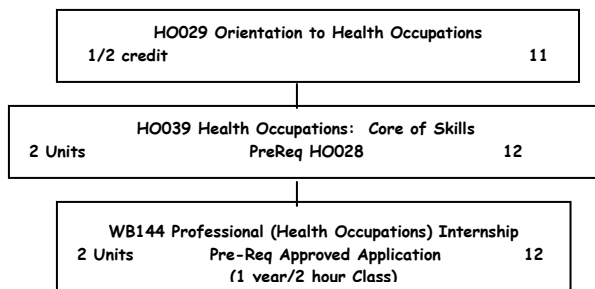 HO029 Orientation to Health Occupations
1/2 credit 11
HO039 Health Occupations: Core of Skills
2 Units PreReq HO028 12
WB144 Professional (Health Occupations) Internship
2 Units Pre-Req Approved Application 12
(1 year/2 hour Class)